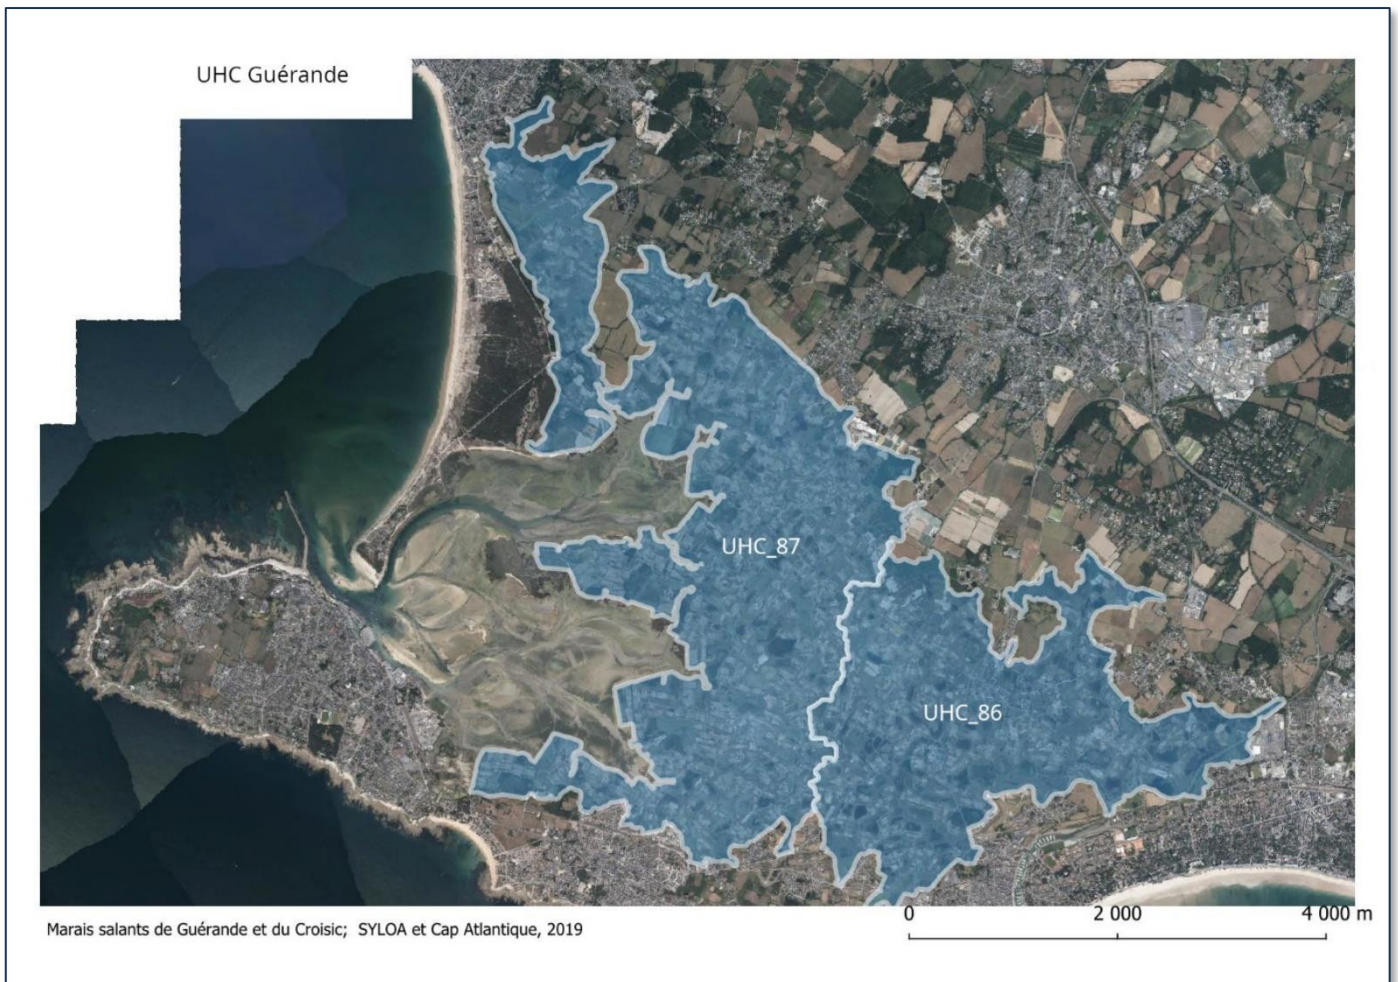 UHC Guérande
UHC_87
UHC_86
0 2 000 4 000 m
Marais salants de Guérande et du Croisic; SYLOA et Cap Atlantique, 2019